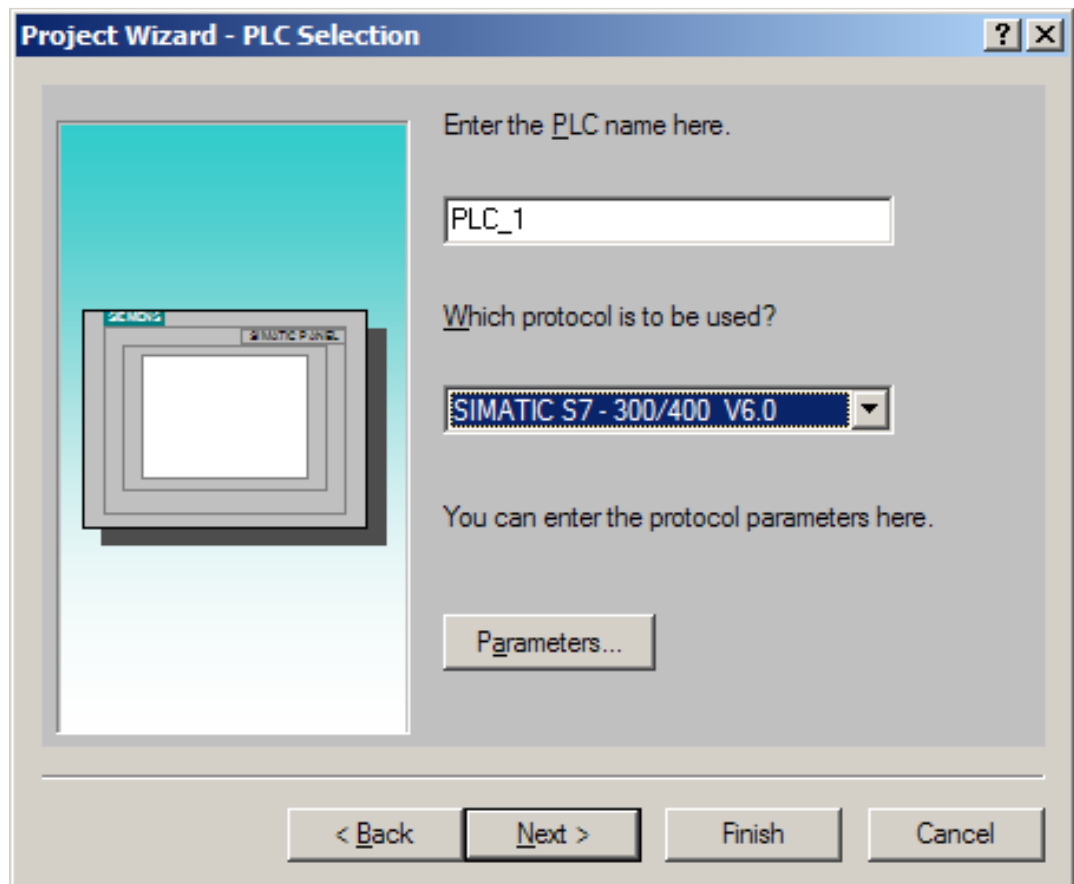 Project Wizard - PLC Selection
Enter the PLC name here.
PLC_1
Which protocol is to be used?
SIEMENS
SIMATIC PANEL
SIMATIC S7 - 300/400 V6.0
You can enter the protocol parameters here.
Parameters...
< Back
Next >
Finish
Cancel